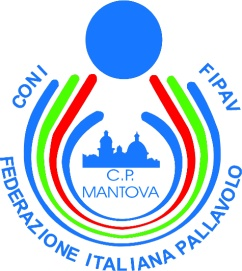 CONI
FIPAV
C.P.
MANTOVA
FEDERAZIONE ITALIANA PALLAVOLO